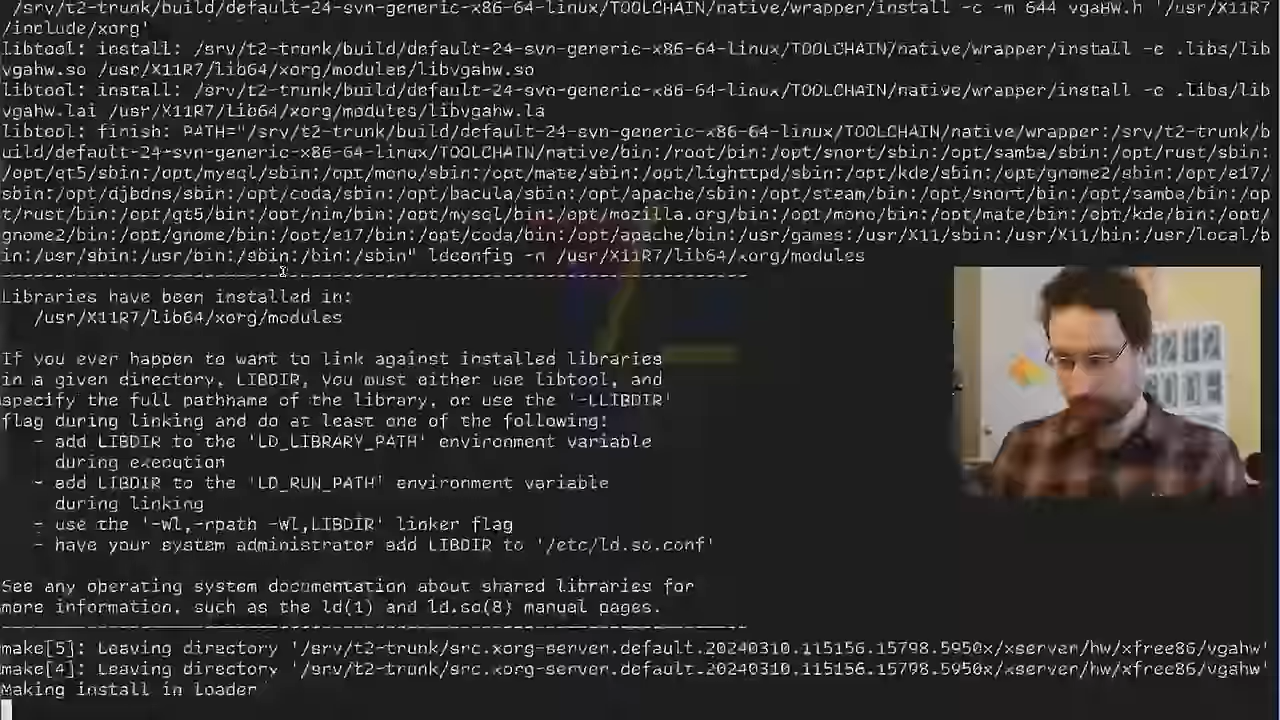 /srv/t2-trunk/build/default-24-svn-generic-x86-64-linux/TOOLCHAIN/native/wrapper/install -c -m 644 vgaHW.h '/usr/X11R7
/include/xorg'
libtool: install: /srv/t2-trunk/build/default-24-svn-generic-x86-64-linux/TOOLCHAIN/native/wrapper/install -c .libs/lib
vgahw.so /usr/X11R7/lib64/xorg/modules/libvgahw.so
libtool: install: /srv/t2-trunk/build/default-24-svn-generic-x86-64-linux/TOOLCHAIN/native/wrapper/install -c .libs/lib
vgahw.lai /usr/X11R7/lib64/xorg/modules/libvgahw.la
libtool: finish: PATH="/srv/t2-trunk/build/default-24-svn-generic-x86-64-linux/TOOLCHAIN/native/wrapper:/srv/t2-trunk/b
uild/default-24-svn-generic-x86-64-linux/TOOLCHAIN/native/bin:/root/bin:/opt/snort/sbin:/opt/samba/sbin:/opt/rust/sbin:
/opt/qt5/sbin:/opt/mysql/sbin:/opt/mono/sbin:/opt/mate/sbin:/opt/lighttpd/sbin:/opt/kde/sbin:/opt/gnome2/sbin:/opt/e17/
sbin:/opt/djbdns/sbin:/opt/coda/sbin:/opt/bacula/sbin:/opt/apache/sbin:/opt/steam/bin:/opt/snort/bin:/opt/samba/bin:/op
t/rust/bin:/opt/qt5/bin:/opt/nim/bin:/opt/mysql/bin:/opt/mozilla.org/bin:/opt/mono/bin:/opt/mate/bin:/opt/kde/bin:/opt/
gnome2/bin:/opt/gnome/bin:/opt/e17/bin:/opt/coda/bin:/opt/apache/bin:/usr/games:/usr/X11/sbin:/usr/X11/bin:/usr/local/b
in:/usr/sbin:/usr/bin:/sbin:/bin:/sbin" ldconfig -n /usr/X11R7/lib64/xorg/modules
----------------------------------------------------------------------
Libraries have been installed in:
/usr/X11R7/lib64/xorg/modules
If you ever happen to want to link against installed libraries
in a given directory, LIBDIR, you must either use libtool, and
specify the full pathname of the library, or use the '-LLIBDIR'
flag during linking and do at least one of the following:
- add LIBDIR to the 'LD_LIBRARY_PATH' environment variable
during execution
- add LIBDIR to the 'LD_RUN_PATH' environment variable
during linking
- use the '-Wl,-rpath -Wl,LIBDIR' linker flag
- have your system administrator add LIBDIR to '/etc/ld.so.conf'
See any operating system documentation about shared libraries for
more information, such as the ld(1) and ld.so(8) manual pages.
----------------------------------------------------------------------
make[5]: Leaving directory '/srv/t2-trunk/src.xorg-server.default.20240310.115156.15798.5950x/xserver/hw/xfree86/vgahw'
make[4]: Leaving directory '/srv/t2-trunk/src.xorg-server.default.20240310.115156.15798.5950x/xserver/hw/xfree86/vgahw'
Making install in loader